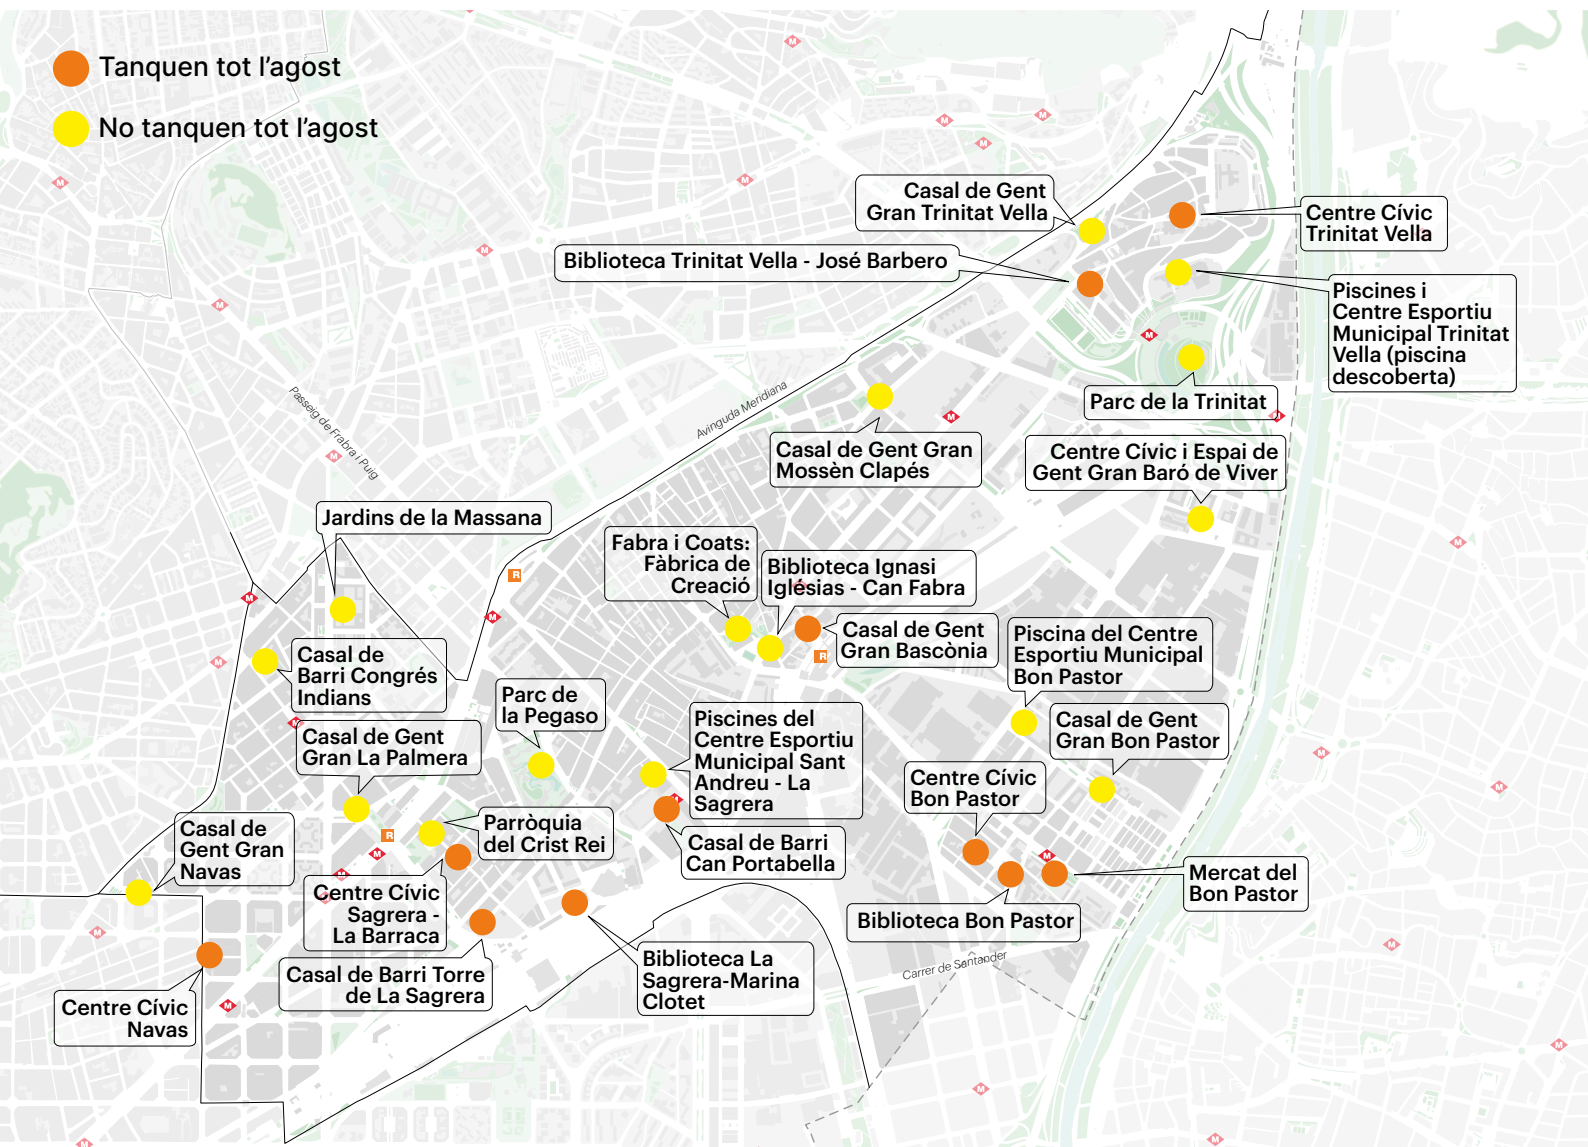 Tanquen tot l'agost
No tanquen tot l'agost
Casal de Gent
Gran Trinitat Vella
Centre Cívic
Trinitat Vella
Biblioteca Trinitat Vella - José Barbero
Piscines i
Centre Esportiu
Municipal Trinitat
Vella (piscina
descoberta)
Parc de la Trinitat
Passeig de Frabra i Puig
Avinguda Meridiana
Casal de Gent Gran
Mossèn Clapés
Centre Cívic i Espai de
Gent Gran Baró de Viver
Jardins de la Massana
Fabra i Coats:
Fàbrica de
Creació
Biblioteca Ignasi
Iglésias - Can Fabra
Casal de Gent
Gran Bascònia
Piscina del Centre
Esportiu Municipal
Bon Pastor
Casal de
Barri Congrés
Indians
Parc de
la Pegaso
Piscines del
Centre Esportiu
Municipal Sant
Andreu - La
Sagrera
Casal de Gent
Gran Bon Pastor
Casal de Gent
Gran La Palmera
Centre Cívic
Bon Pastor
Parròquia
del Crist Rei
Casal de
Gent Gran
Navas
Casal de Barri
Can Portabella
Mercat del
Bon Pastor
Centre Cívic
Sagrera -
La Barraca
Biblioteca Bon Pastor
Biblioteca La
Sagrera-Marina
Clotet
Carrer de Santander
Casal de Barri Torre
de La Sagrera
Centre Cívic
Navas